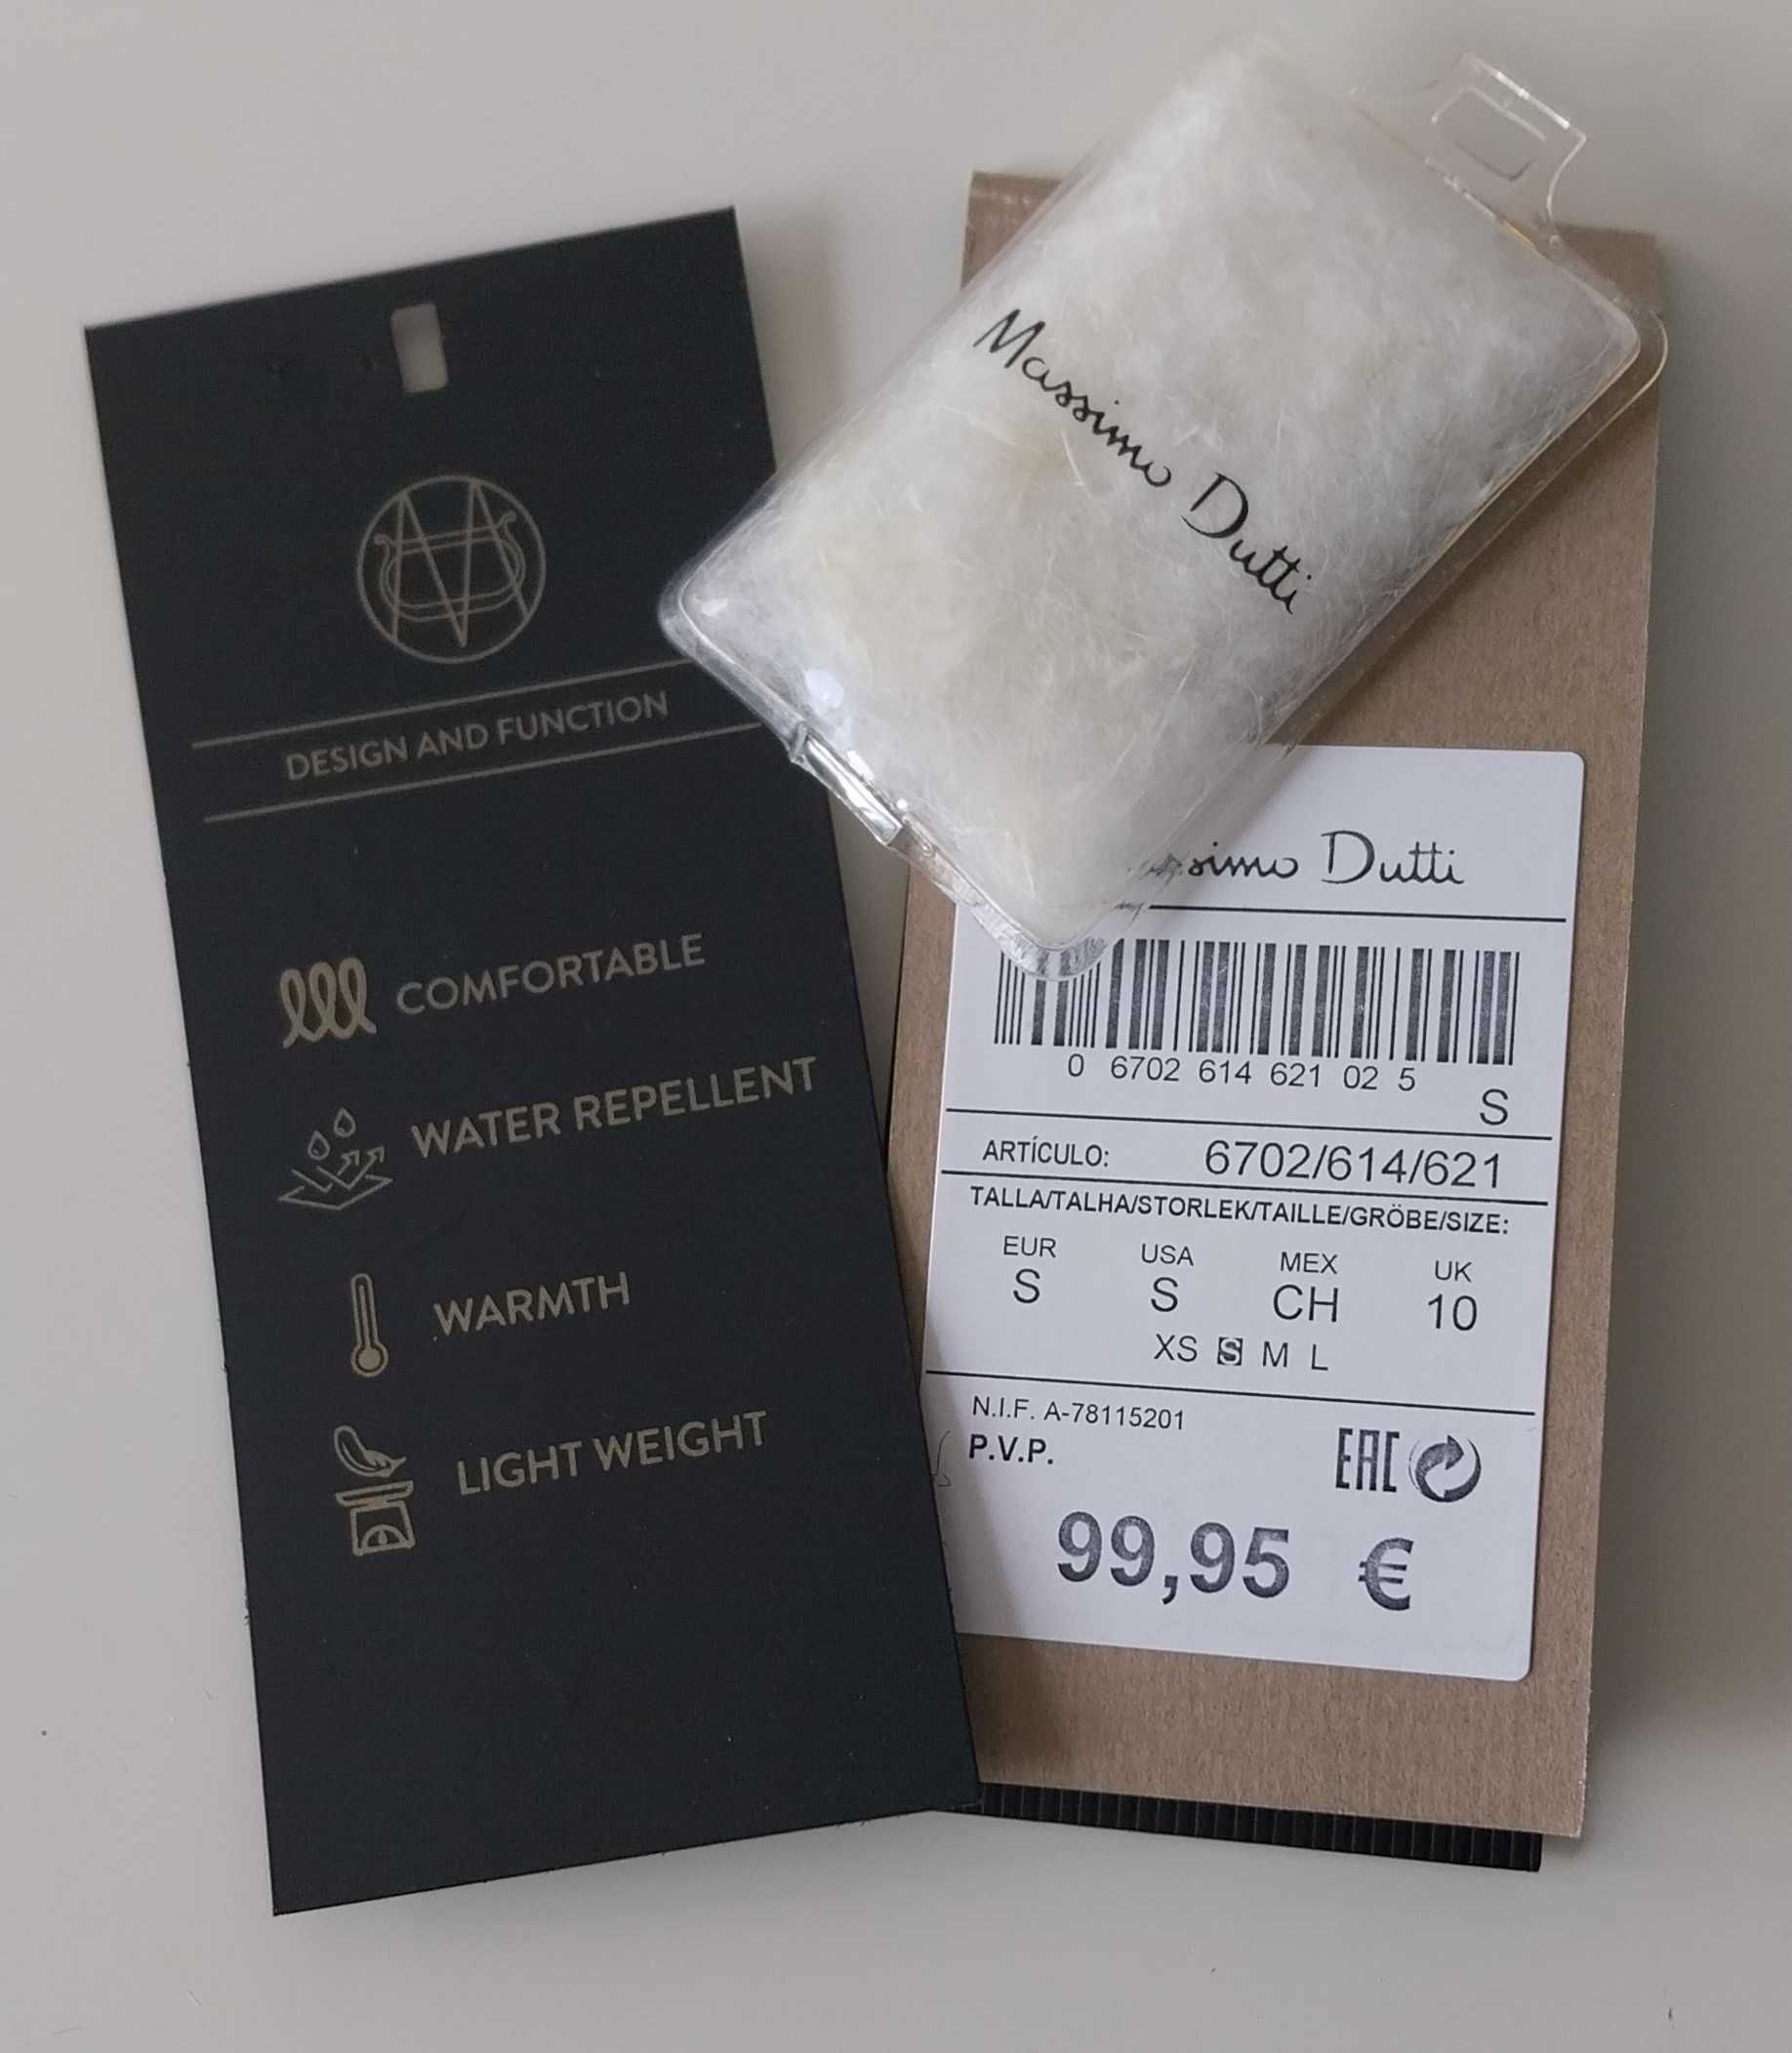 DESIGN AND FUNCTION
COMFORTABLE
WATER REPELLENT
WARMTH
LIGHT WEIGHT
Massimo Dutti
Dutti
0 6702 614 621 02 5
S
ARTÍCULO: 6702/614/621
TALLA/TALHA/STORLEK/TAILLE/GRÖBE/SIZE:
EUR USA MEX UK
S S CH 10
XS S M L
N.I.F. A-78115201
P.V.P.
EAC
99,95 €